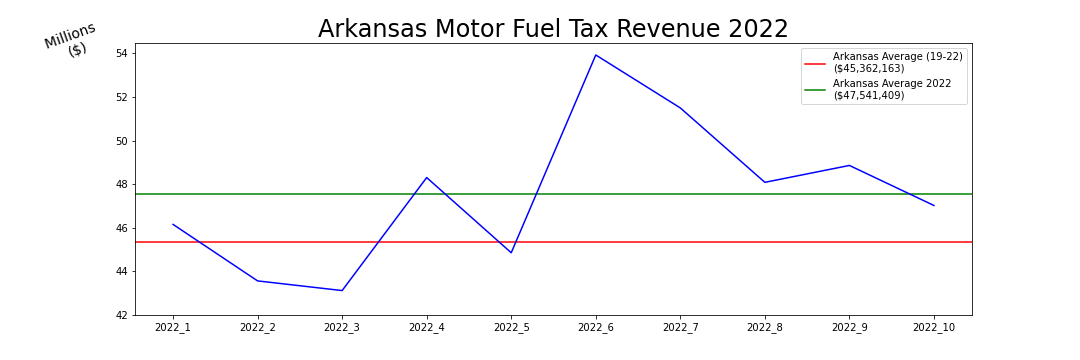 Arkansas Motor Fuel Tax Revenue 2022
Millions
($)
54
52
50
48
46
44
42
Arkansas Average (19-22)
($45,362,163)
Arkansas Average 2022
($47,541,409)
2022_1 2022_2 2022_3 2022_4 2022_5 2022_6 2022_7 2022_8 2022_9 2022_10